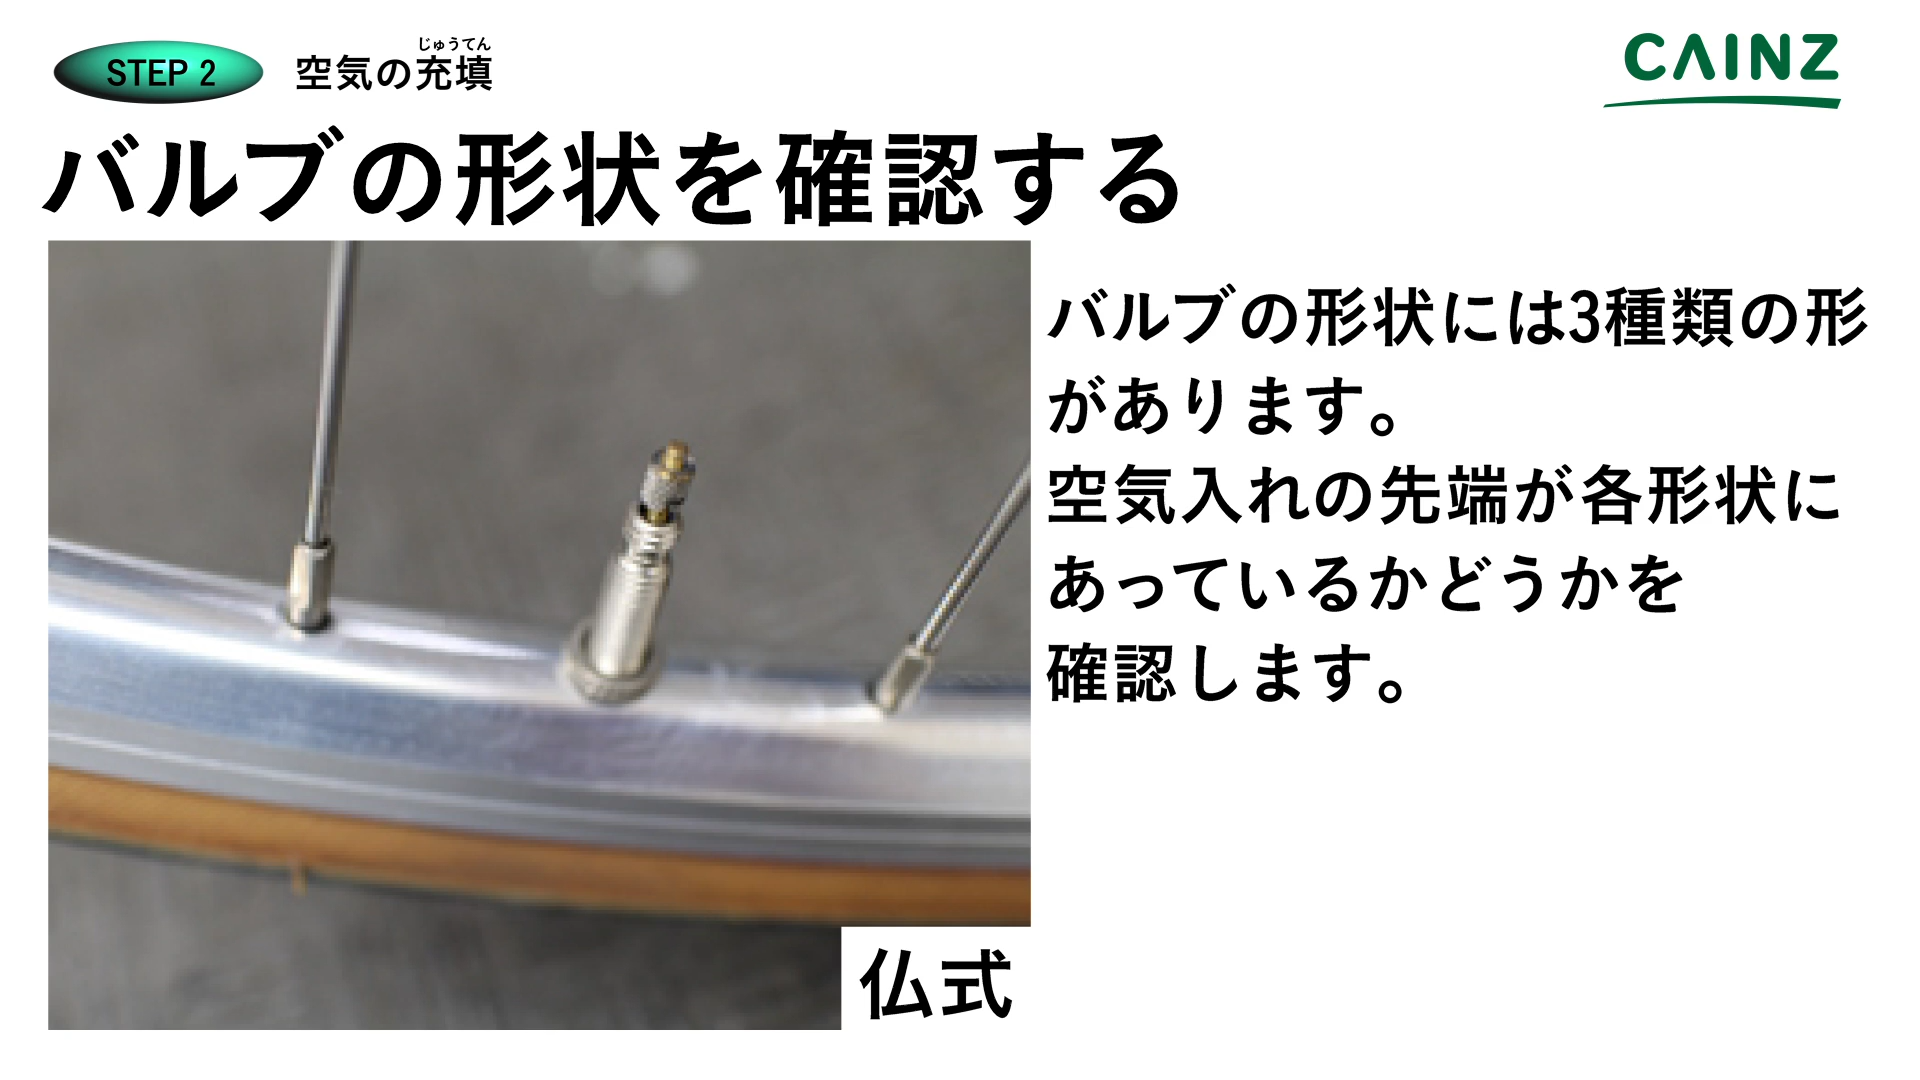 STEP 2
じゅうてん
空気の充填
CAINZ
バルブの形状を確認する
バルブの形状には3種類の形
があります。
空気入れの先端が各形状に
あっているかどうかを
確認します。
仏式